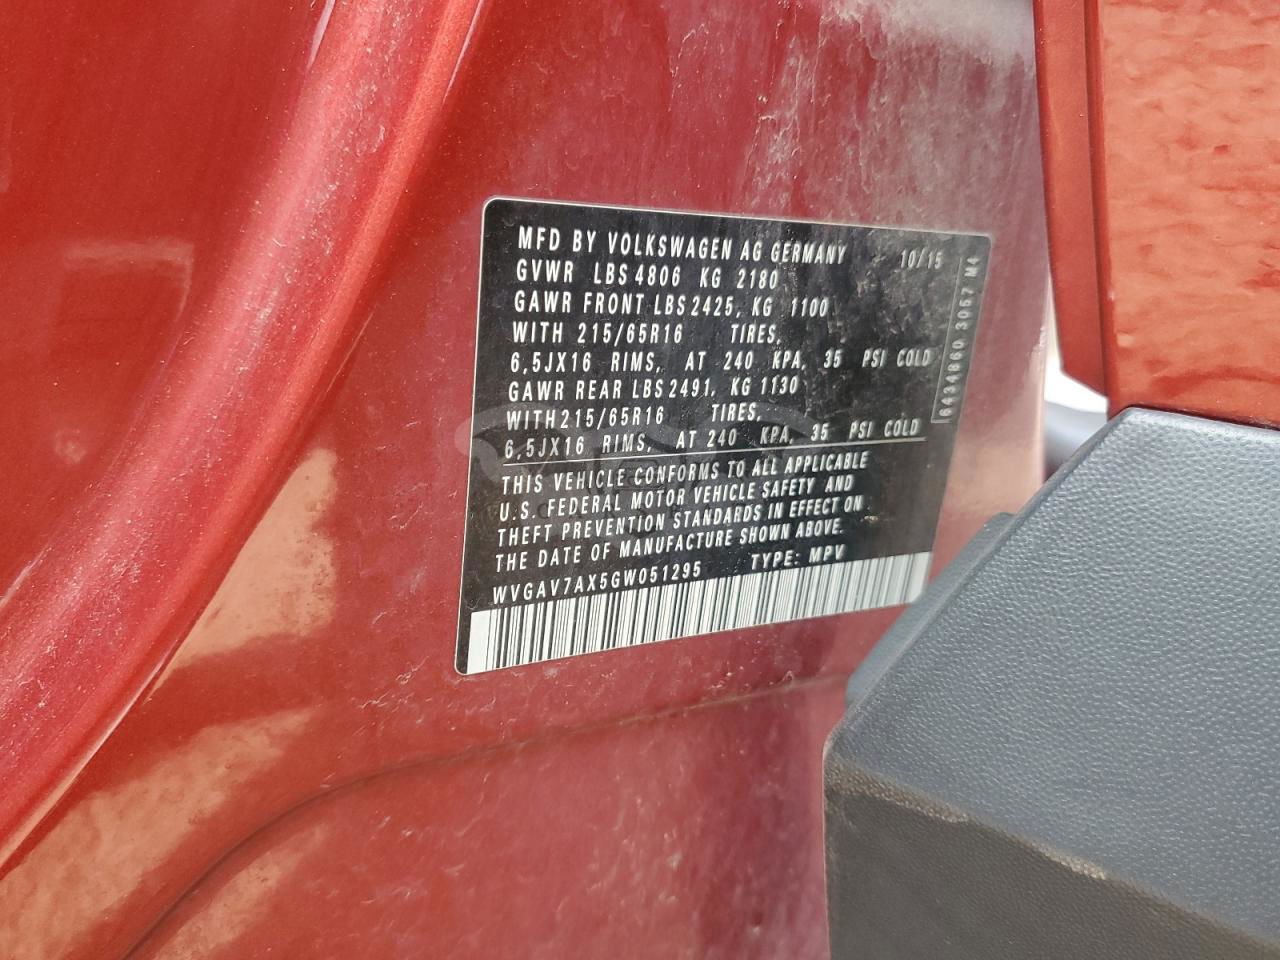 MFD BY VOLKSWAGEN AG GERMANY 10/15
GVWR LBS 4806 KG 2180
GAWR FRONT LBS 2425, KG 1100
WITH 215/65R16 TIRES,
6,5JX16 RIMS, AT 240 KPA, 35 PSI COLD
GAWR REAR LBS 2491, KG 1130
WITH 215/65R16 TIRES,
6,5JX16 RIMS, AT 240 KPA, 35 PSI COLD
THIS VEHICLE CONFORMS TO ALL APPLICABLE
U.S. FEDERAL MOTOR VEHICLE SAFETY AND
THEFT PREVENTION STANDARDS IN EFFECT ON
THE DATE OF MANUFACTURE SHOWN ABOVE.
WVGAV7AX5GW051295 TYPE: MPV
6434860 3057 M4